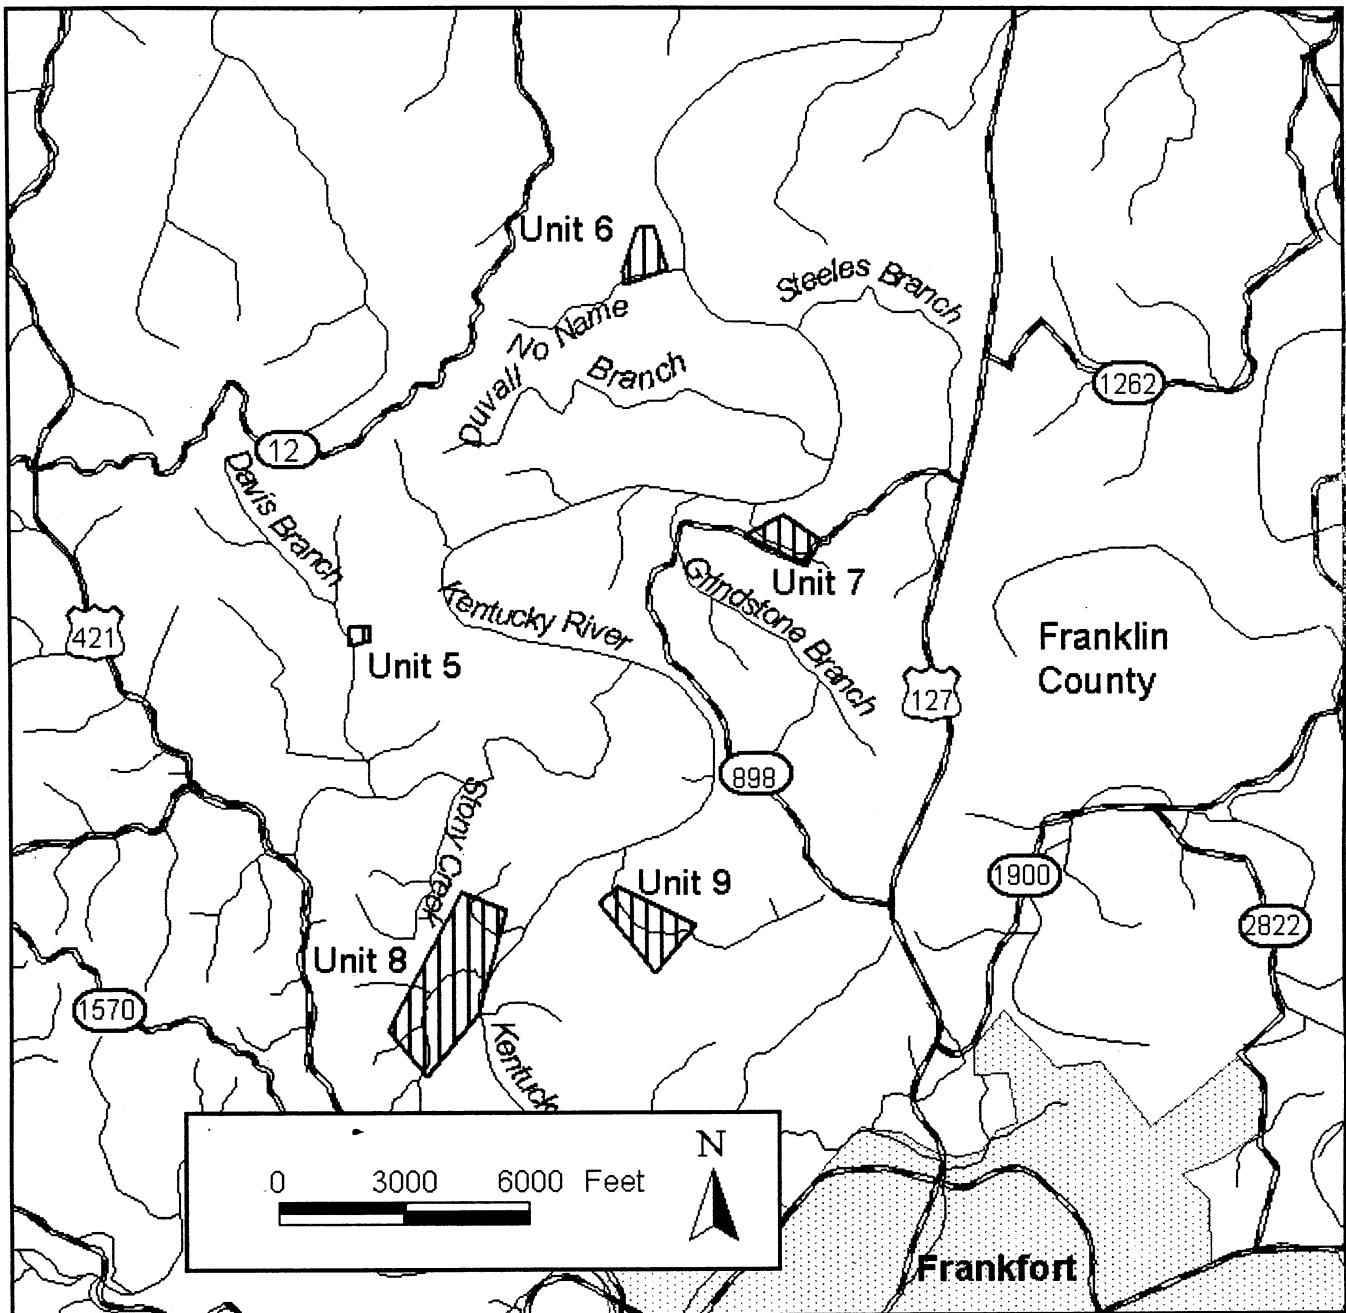 Unit 6
Steeles Branch
No Name
Duvall Branch
1262
12
Davis Branch
Unit 7
Grindstone Branch
Kentucky River
421
Unit 5
Franklin
County
127
898
Stony Creek
Unit 9
1900
2822
Unit 8
1570
Kentuck
N
0 3000 6000 Feet
Frankfort